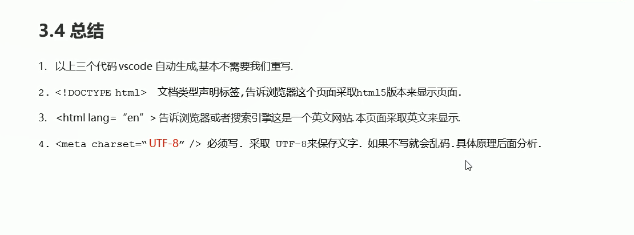 3.4 总结
1. 以上三个代码 vscode 自动生成,基本不需要我们重写.
2. <!DOCTYPE html> 文档类型声明标签,告诉浏览器这个页面采取html5版本来显示页面.
3. <html lang=“en”> 告诉浏览器或者搜索引擎这是一个英文网站.本页面采取英文来显示.
4. <meta charset=“UTF-8” /> 必须写. 采取 UTF-8来保存文字. 如果不写就会乱码.具体原理后面分析.